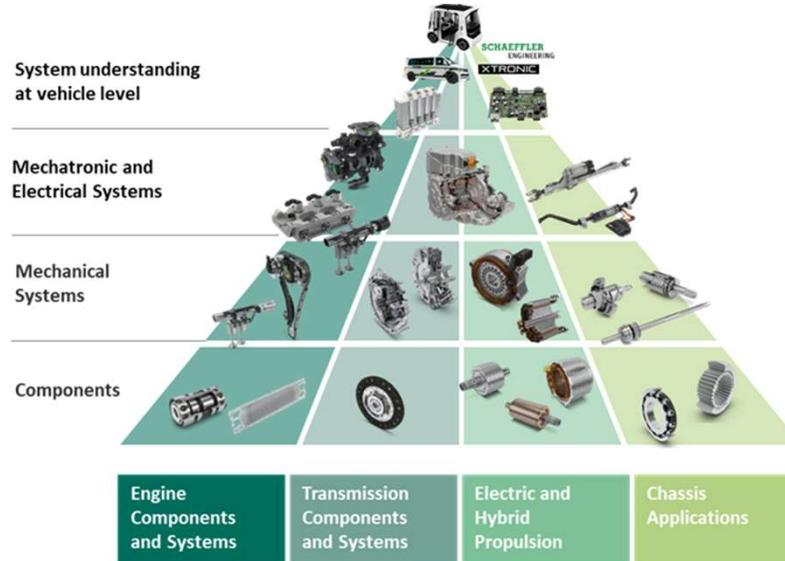 SCHAEFFLER
ENGINEERING
XTRONIC
System understanding
at vehicle level
Mechatronic and
Electrical Systems
Mechanical
Systems
Components
Engine
Components
and Systems
Transmission
Components
and Systems
Electric and
Hybrid
Propulsion
Chassis
Applications